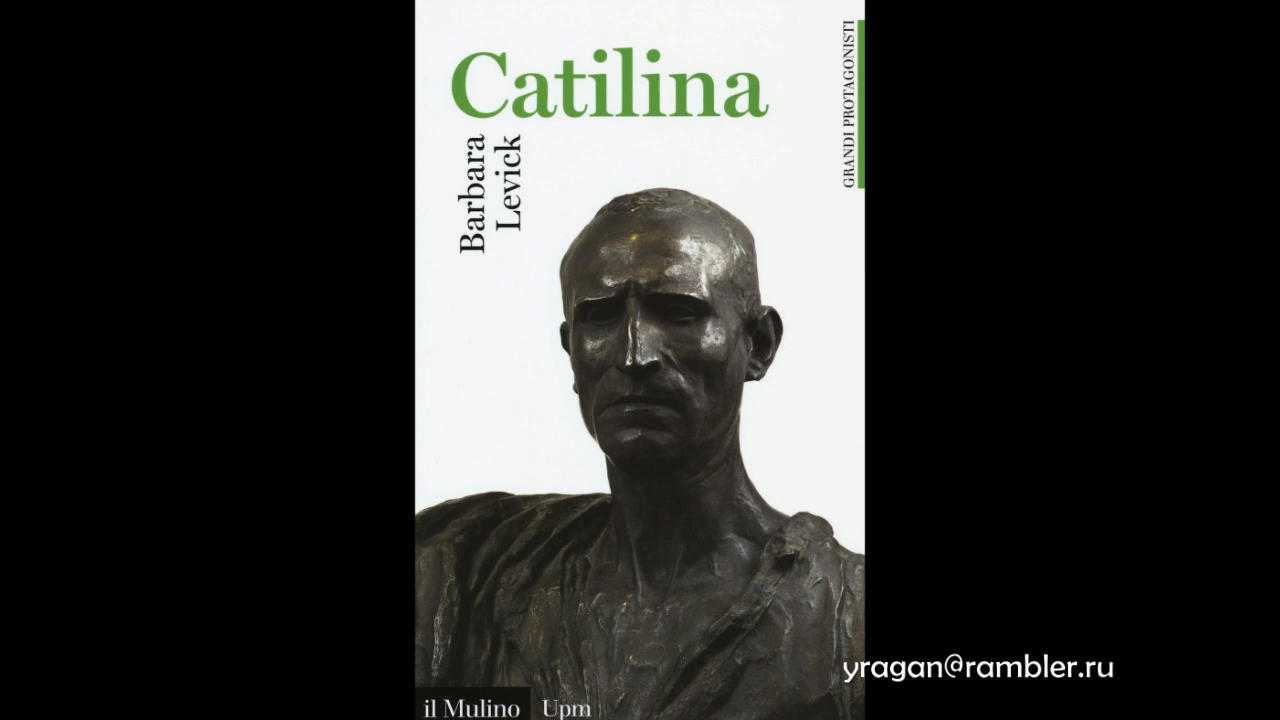 Catilina
Barbara
Levick
GRANDI PROTAGONISTI
yragan@rambler.ru
il Mulino Upm